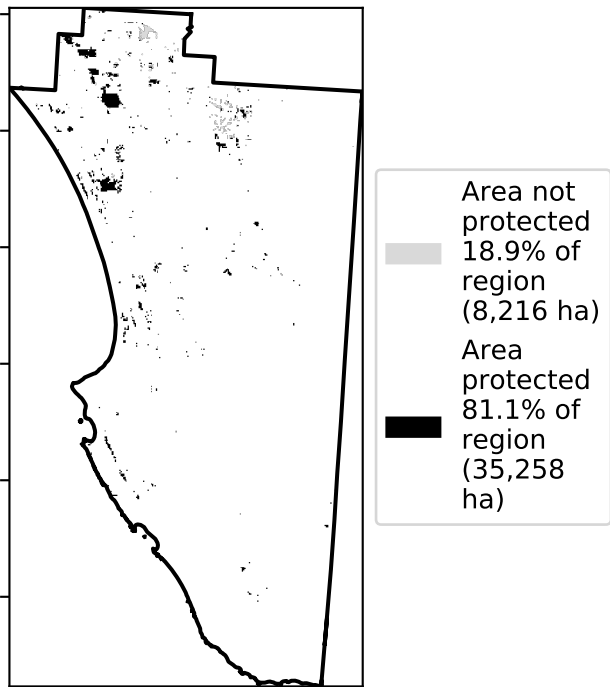 Area not
protected
18.9% of
region
(8,216 ha)
Area
protected
81.1% of
region
(35,258
ha)